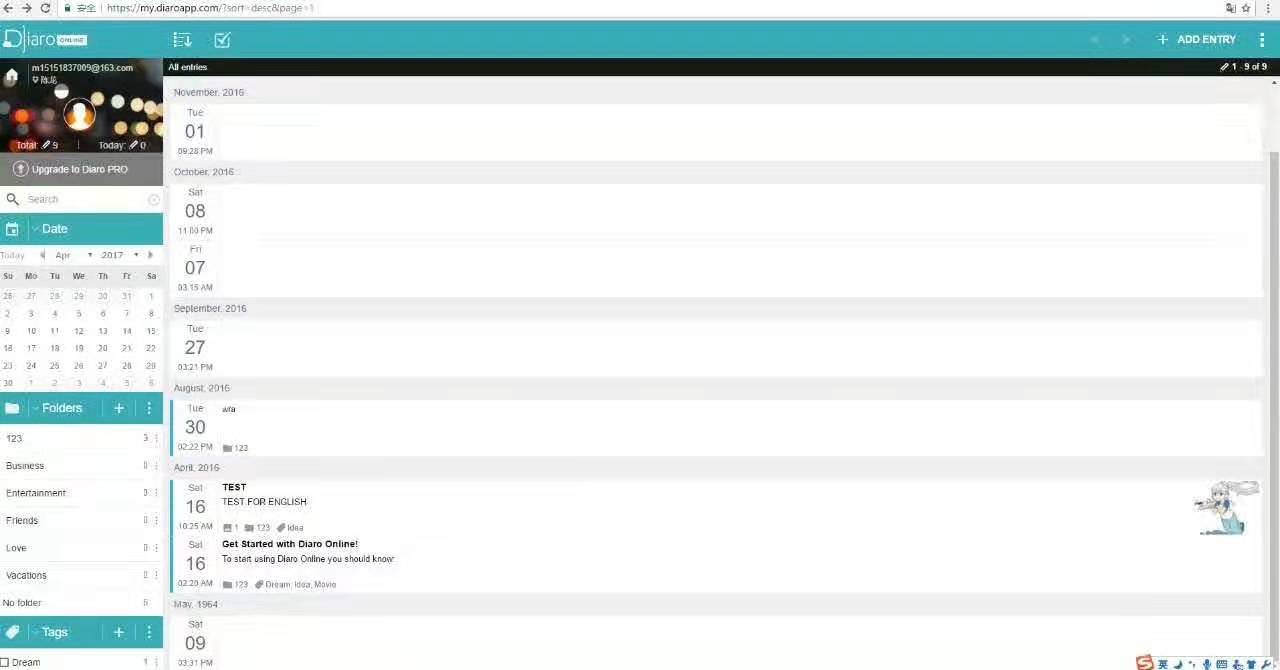 安全 https://my.diaroapp.com/?sort=desc&page=1
Diaro ONLINE
ADD ENTRY
m15151837009@163.com
陈龙
All entries
1 - 9 of 9
Total: 9 Today: 0
Upgrade to Diaro PRO
Search
Date
Today Apr 2017
Su Mo Tu We Th Fr Sa
26 27 28 29 30 31 1
2 3 4 5 6 7 8
9 10 11 12 13 14 15
16 17 18 19 20 21 22
23 24 25 26 27 28 29
30 1 2 3 4 5 6
Folders
123 3
Business 0
Entertainment 0
Friends 0
Love 0
Vacations 0
No folder 6
Tags
Dream 1
November, 2016
Tue
01
09:28 PM
October, 2016
Sat
08
11:00 PM
Fri
07
03:15 AM
September, 2016
Tue
27
03:21 PM
August, 2016
Tue
30
02:22 PM
wra
123
April, 2016
Sat
16
10:25 AM
TEST
TEST FOR ENGLISH
1 123 Idea
Sat
16
02:20 AM
Get Started with Diaro Online!
To start using Diaro Online you should know:
123 Dream, Idea, Movie
May, 1964
Sat
09
03:31 PM
英